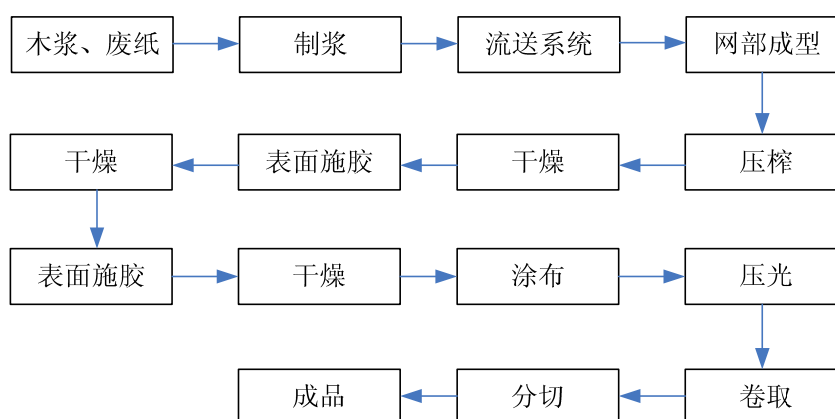 木浆、废纸
制浆
流送系统
网部成型
压榨
干燥
表面施胶
干燥
表面施胶
干燥
涂布
压光
卷取
分切
成品